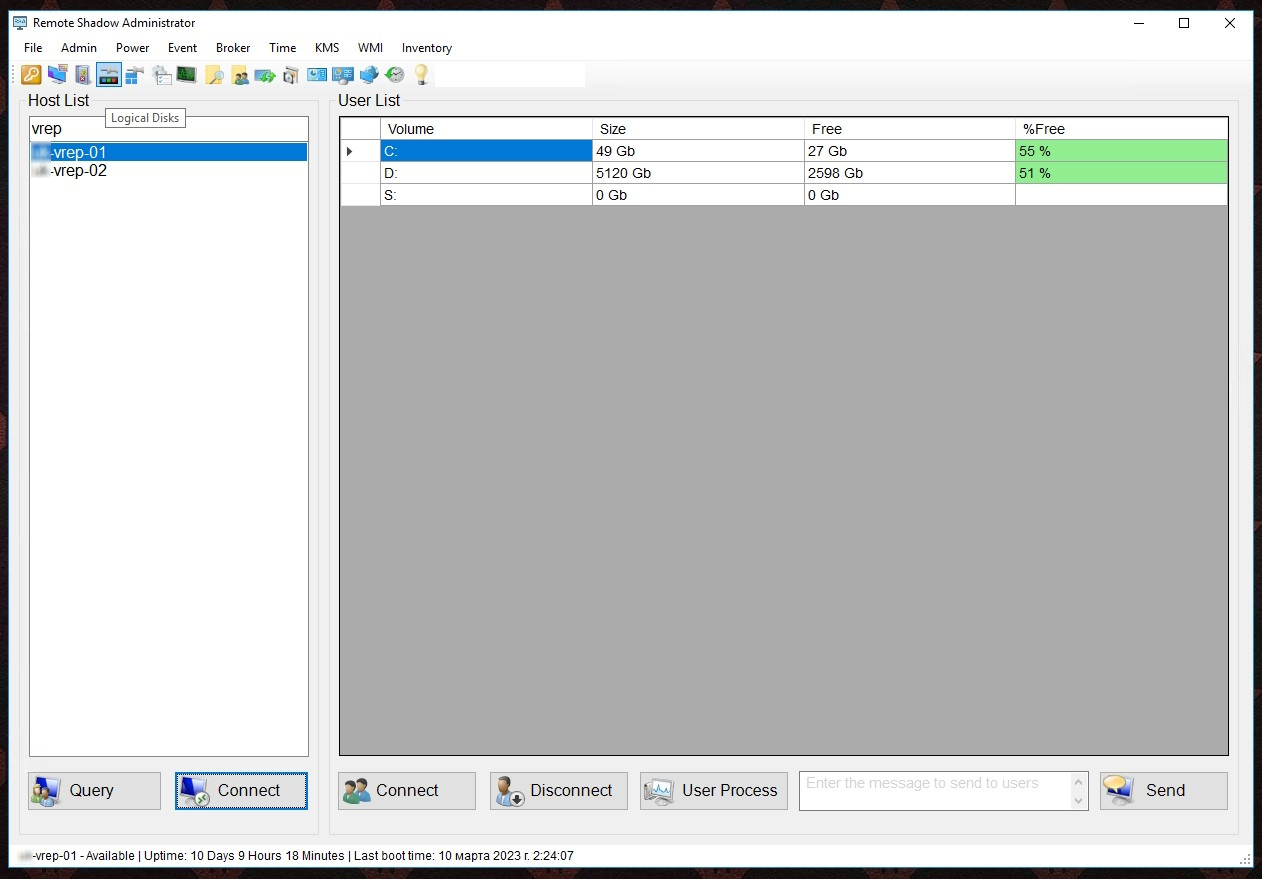 Remote Shadow Administrator
File Admin Power Event Broker Time KMS WMI Inventory
Host List
User List
Logical Disks
vrep
-vrep-01
-vrep-02
Volume Size Free %Free
C: 49 Gb 27 Gb 55 %
D: 5120 Gb 2598 Gb 51 %
S: 0 Gb 0 Gb
Query Connect Connect Disconnect User Process Enter the message to send to users Send
-vrep-01 - Available | Uptime: 10 Days 9 Hours 18 Minutes | Last boot time: 10 марта 2023 г. 2:24:07